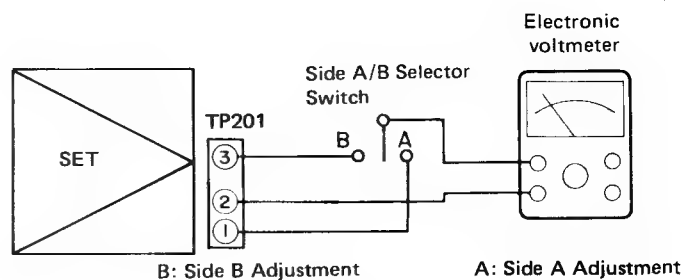 Electronic
voltmeter
Side A/B Selector
Switch
TP201
B
A
3
SET
2
1
B: Side B Adjustment
A: Side A Adjustment